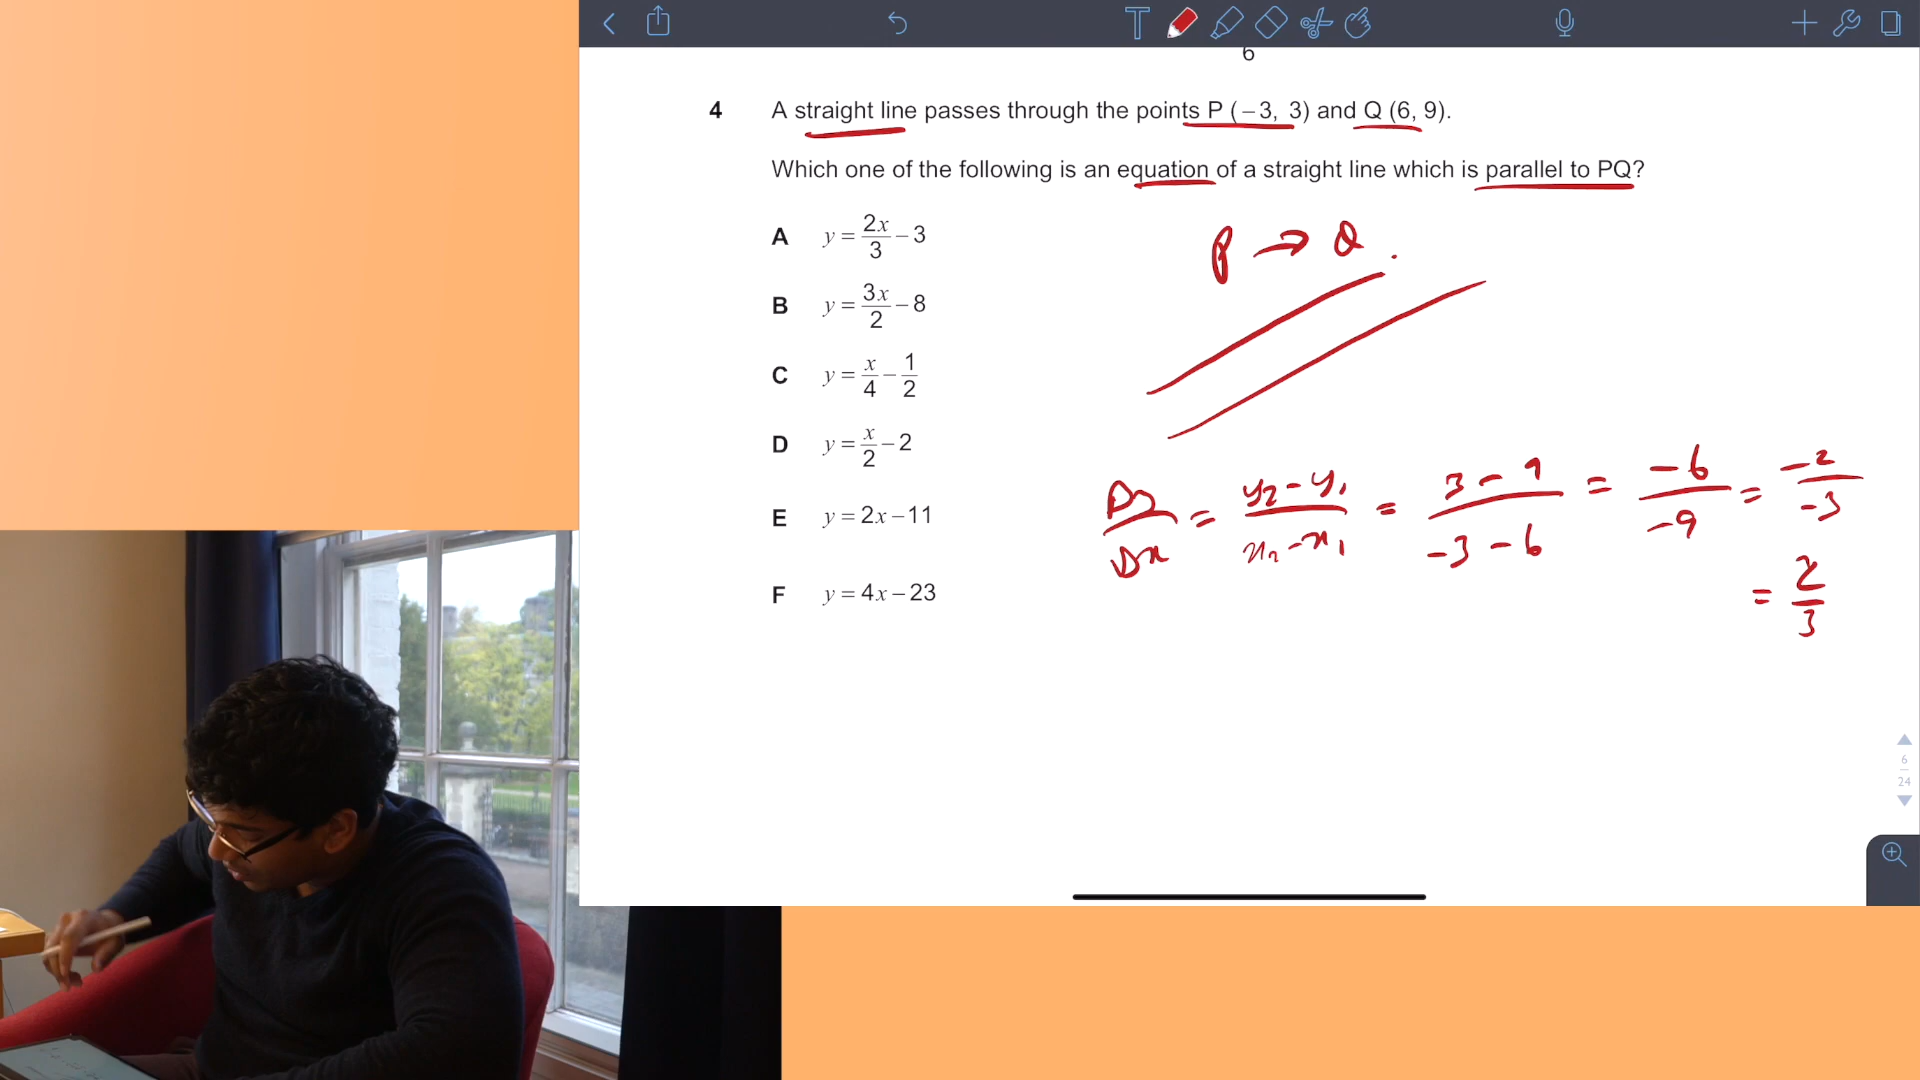 6
4 A straight line passes through the points P (−3, 3) and Q (6, 9).
Which one of the following is an equation of a straight line which is parallel to PQ?
A y = 2x/3 − 3
B y = 3x/2 − 8
C y = x/4 − 1/2
D y = x/2 − 2
E y = 2x − 11
F y = 4x − 23
P → Q
Δy/Δx = y₂ − y₁/x₂ − x₁ = 3 − 9/−3 − 6 = −6/−9 = −2/−3
= 2/3
6
24